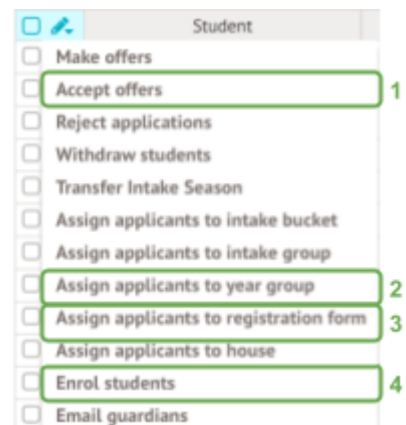 Student
Make offers
Accept offers 1
Reject applications
Withdraw students
Transfer Intake Season
Assign applicants to intake bucket
Assign applicants to intake group
Assign applicants to year group 2
Assign applicants to registration form 3
Assign applicants to house
Enrol students 4
Email guardians